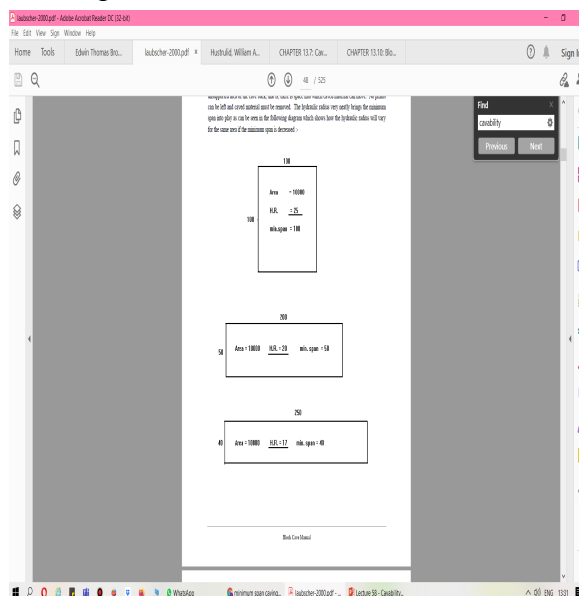 laubscher-2000.pdf - Adobe Acrobat Reader DC (32-bit)
File Edit View Sign Window Help
Home Tools Edwin Thomas Bro... laubscher-2000.pdf × Hustrulid, William A... CHAPTER 13.7: Cav... CHAPTER 13.10: Blo... Sign I
48 / 525
Find
cavability
Previous Next
can be left and caved material must be removed. The hydraulic radius very neatly brings the minimum
span into play as can be seen in the following diagram which shows how the hydraulic radius will vary
for the same area if the minimum span is decreased :-
100
Area = 10000
H.R. = 25
100
min.span = 100
200
50 Area = 10000 H.R. = 20 min. span = 50
250
40 Area = 10000 H.R. = 17 min. span = 40
Block Cave Manual
WhatsApp minimum span caving... laubscher-2000.pdf - ... Lecture 58 - Cavability... ENG 1331